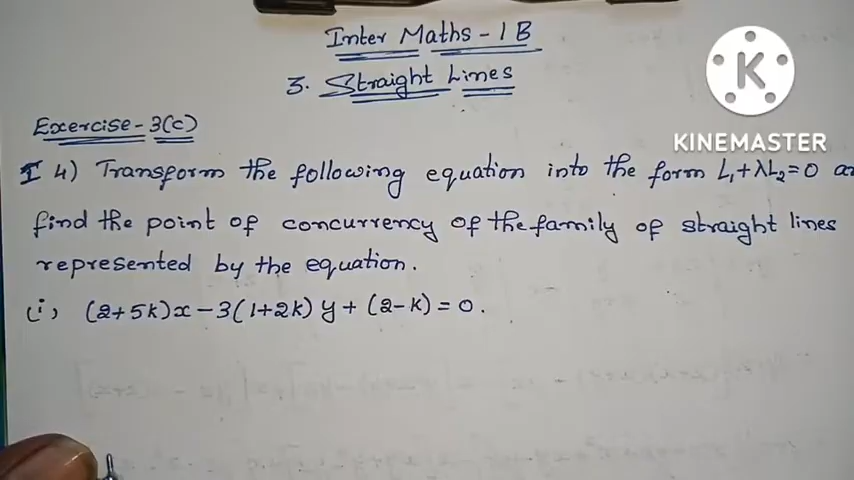 Inter Maths - 1 B
3. Straight Lines
K
KINEMASTER
Exercise - 3(c)
I 4) Transform the following equation into the form L₁+λL₂=0
find the point of concurrency of the family of straight lines
represented by the equation.
(i) (2+5k)x-3(1+2k)y+(2-k)=0.